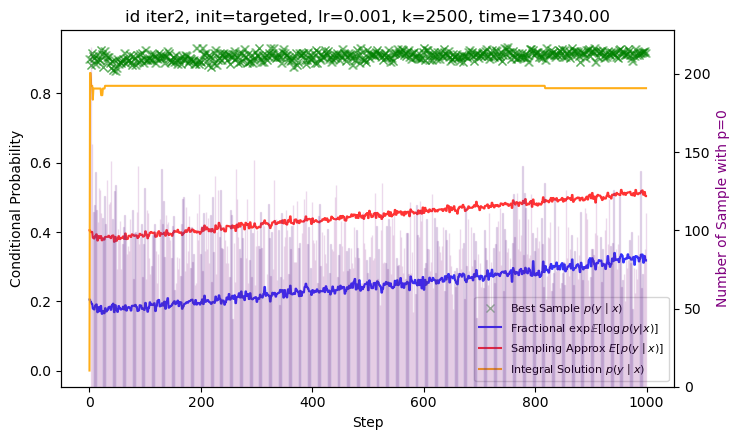 id iter2, init=targeted, lr=0.001, k=2500, time=17340.00
Conditional Probability
0.8
0.6
0.4
0.2
0.0
200
150
100
50
0
Number of Sample with p=0
Best Sample p(y | x)
Fractional exp 𝔼[log p(y|x)]
Sampling Approx E[p(y | x)]
Integral Solution p(y | x)
0
200
400
600
800
1000
Step